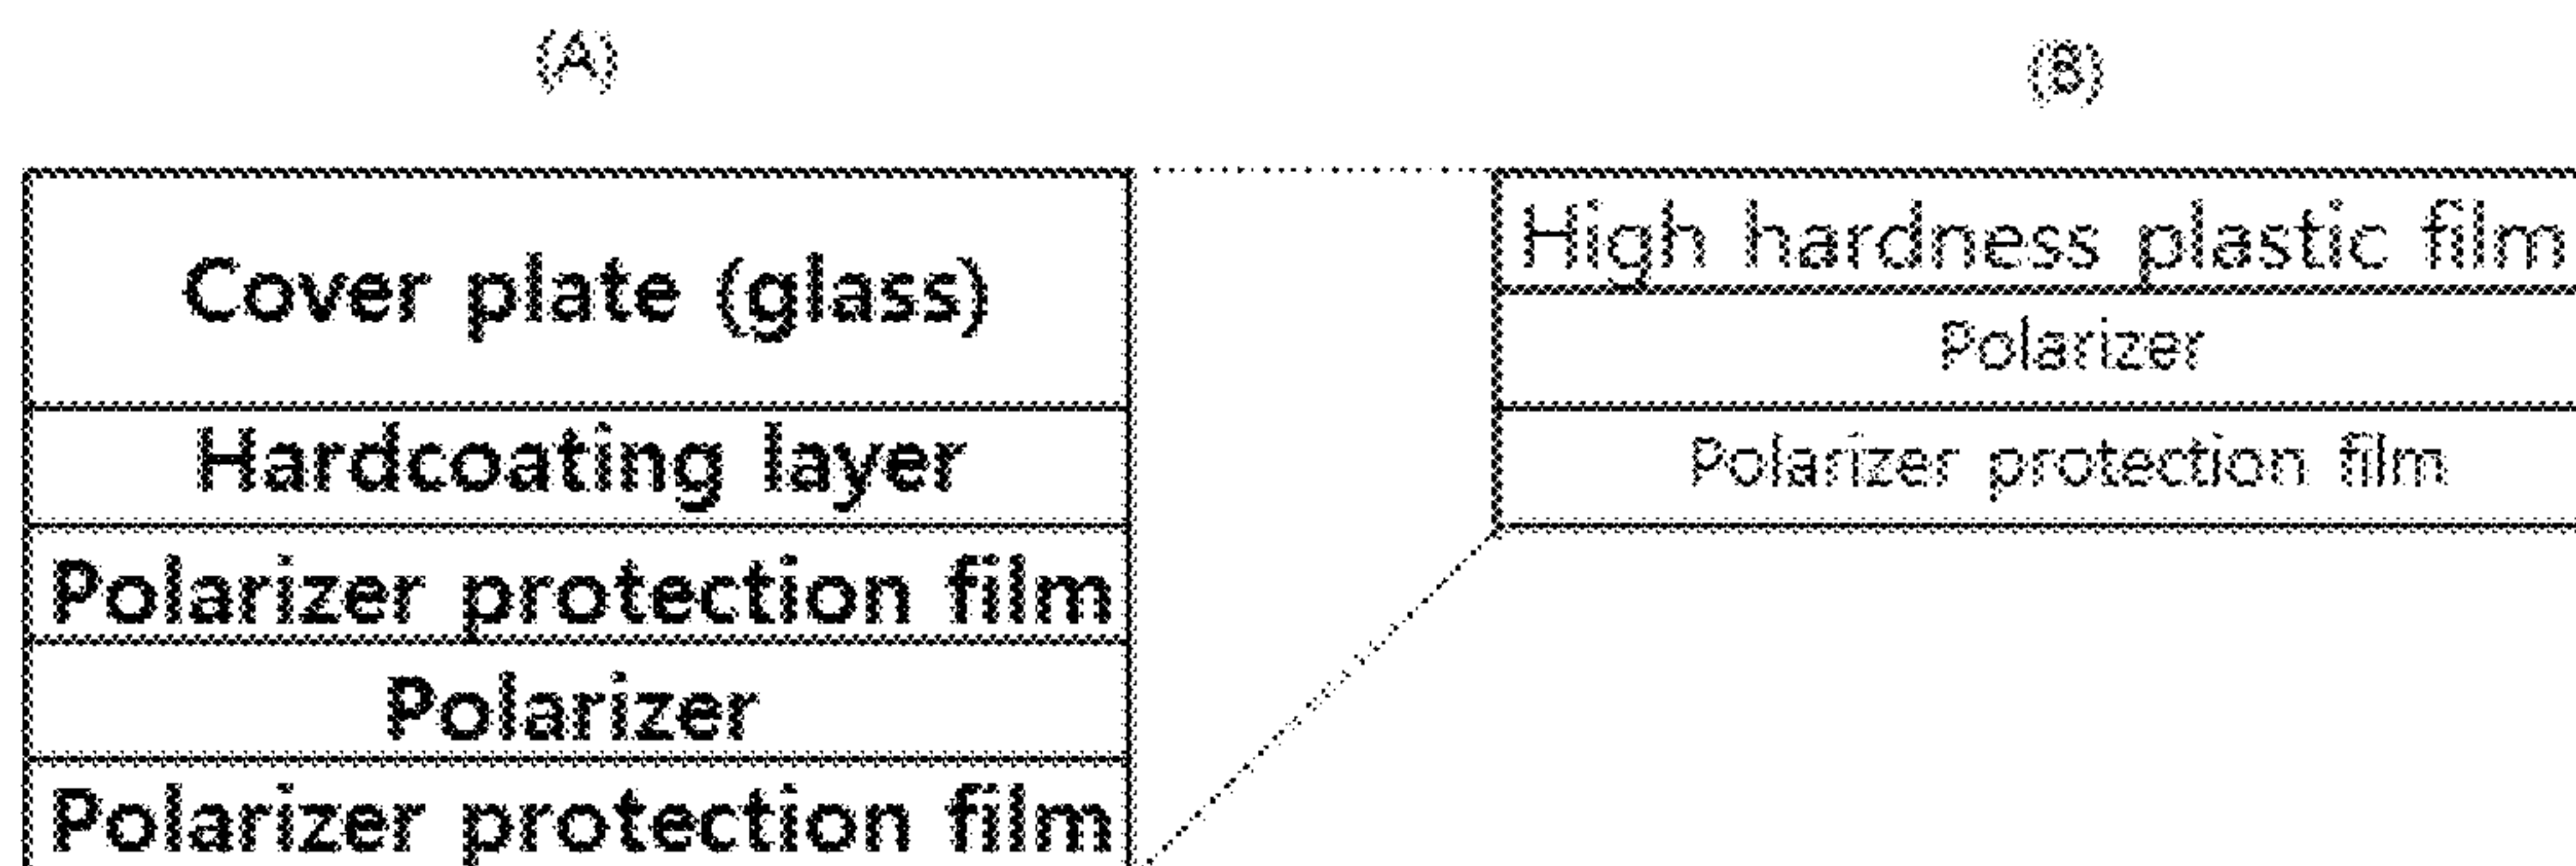 (A)
Cover plate (glass)
Hardcoating layer
Polarizer protection film
Polarizer
Polarizer protection film
(B)
High hardness plastic film
Polarizer
Polarizer protection film